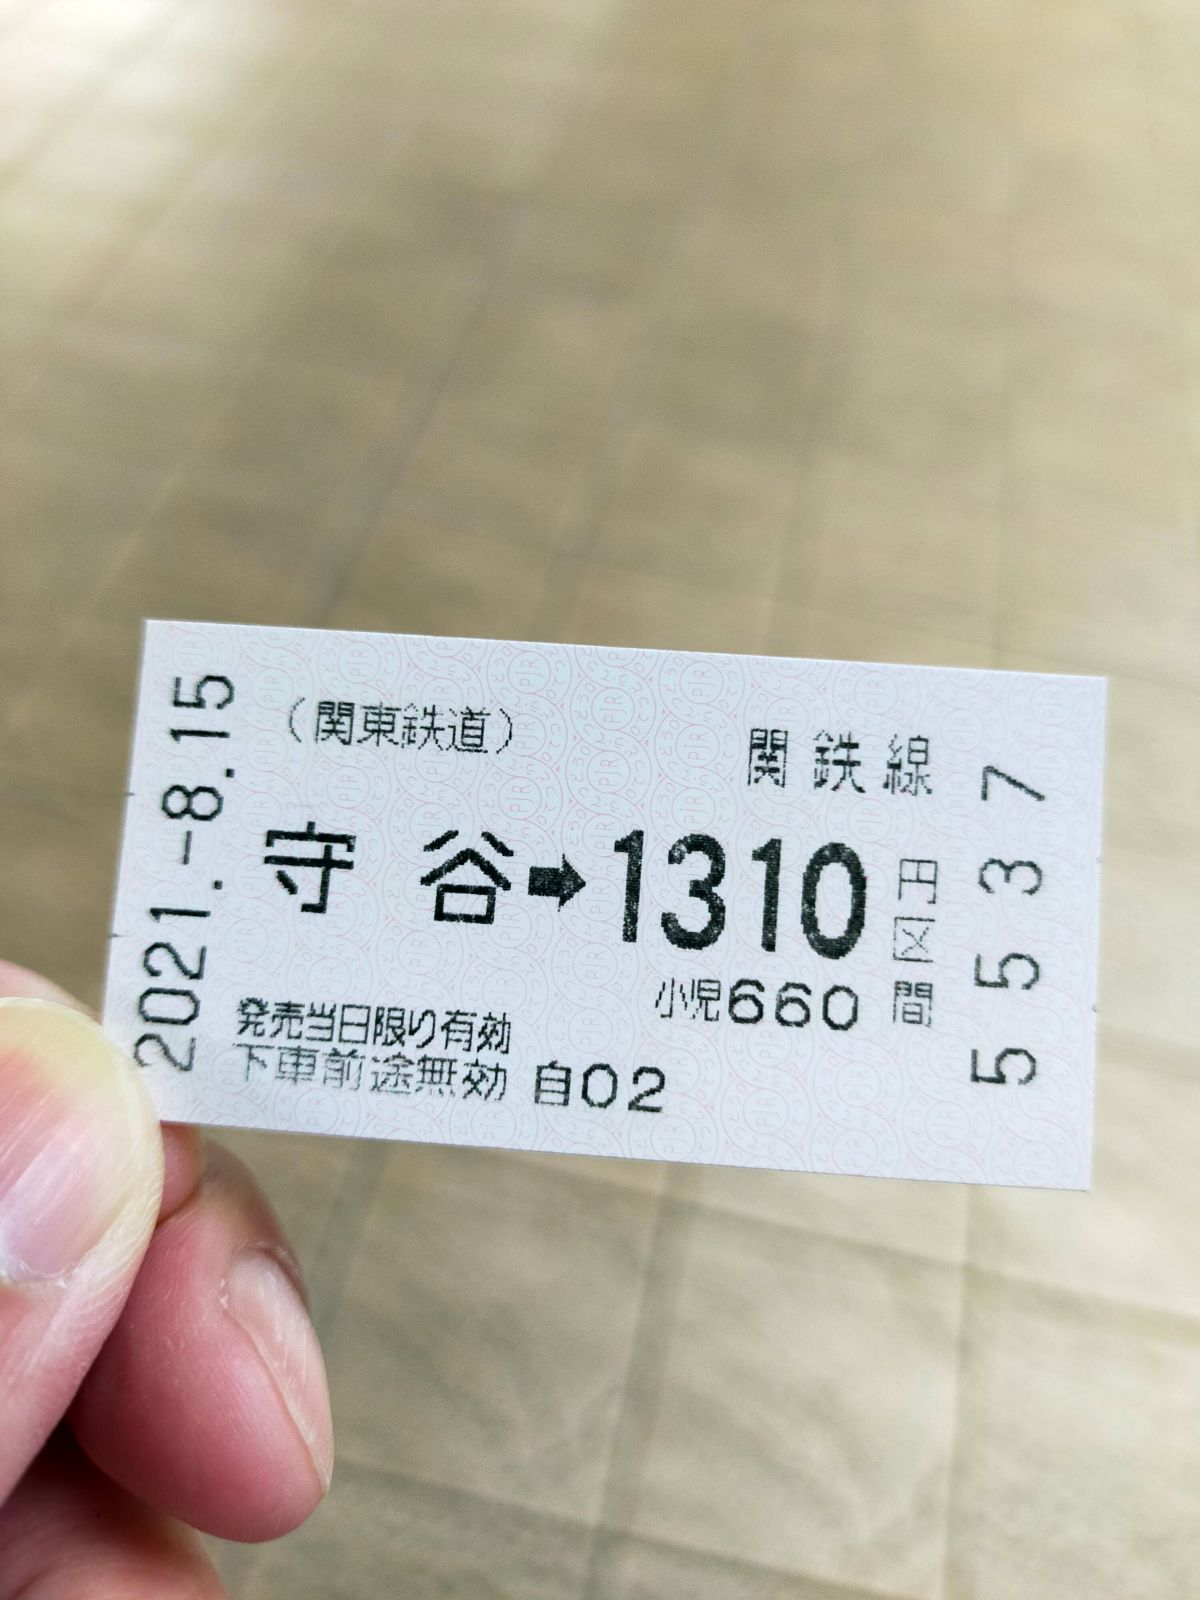 2021.-8.15
(関東鉄道)
関鉄線
守谷➡1310円区間
小児660
発売当日限り有効
下車前途無効 自02
5537